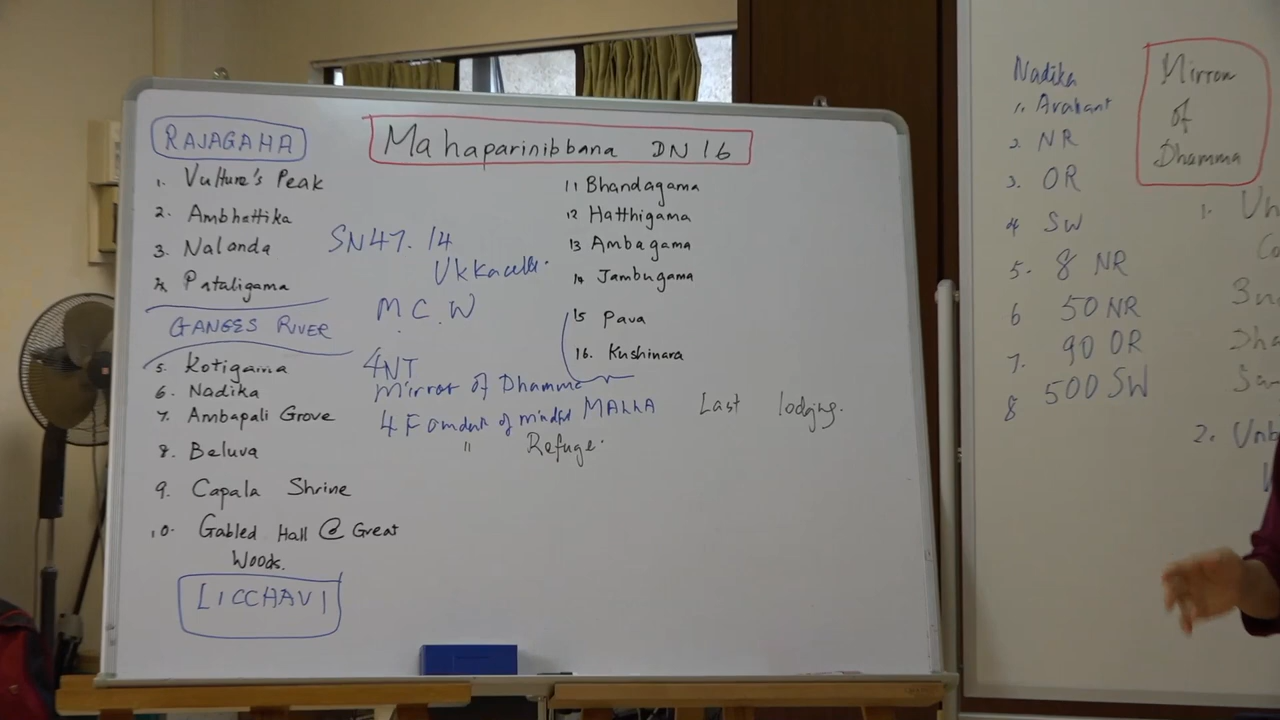 RAJAGAHA
Mahaparinibbana DN 16
1. Vulture's Peak
2. Ambhattika
3. Nalanda
4. Pataligama
GANGES RIVER
5. Kotigama
6. Nadika
7. Ambapali Grove
8. Beluva
9. Capala Shrine
10. Gabled Hall @ Great
Woods.
LICCHAVI
SN47.14
M.C.W
4NT
Mirror of Dhamma
4 F of mindful
" Refuge.
11 Bhandagama
12 Hatthigama
13 Ambagama
14 Jambugama
15 Pava
16. Kushinara
MALLA Last lodging.
Nadika
1. Arahant
2. NR
3. OR
4 SW
5. 8 NR
6 50 NR
7. 90 OR
8 500 SW
Mirror
of
Dhamma
1.
2.